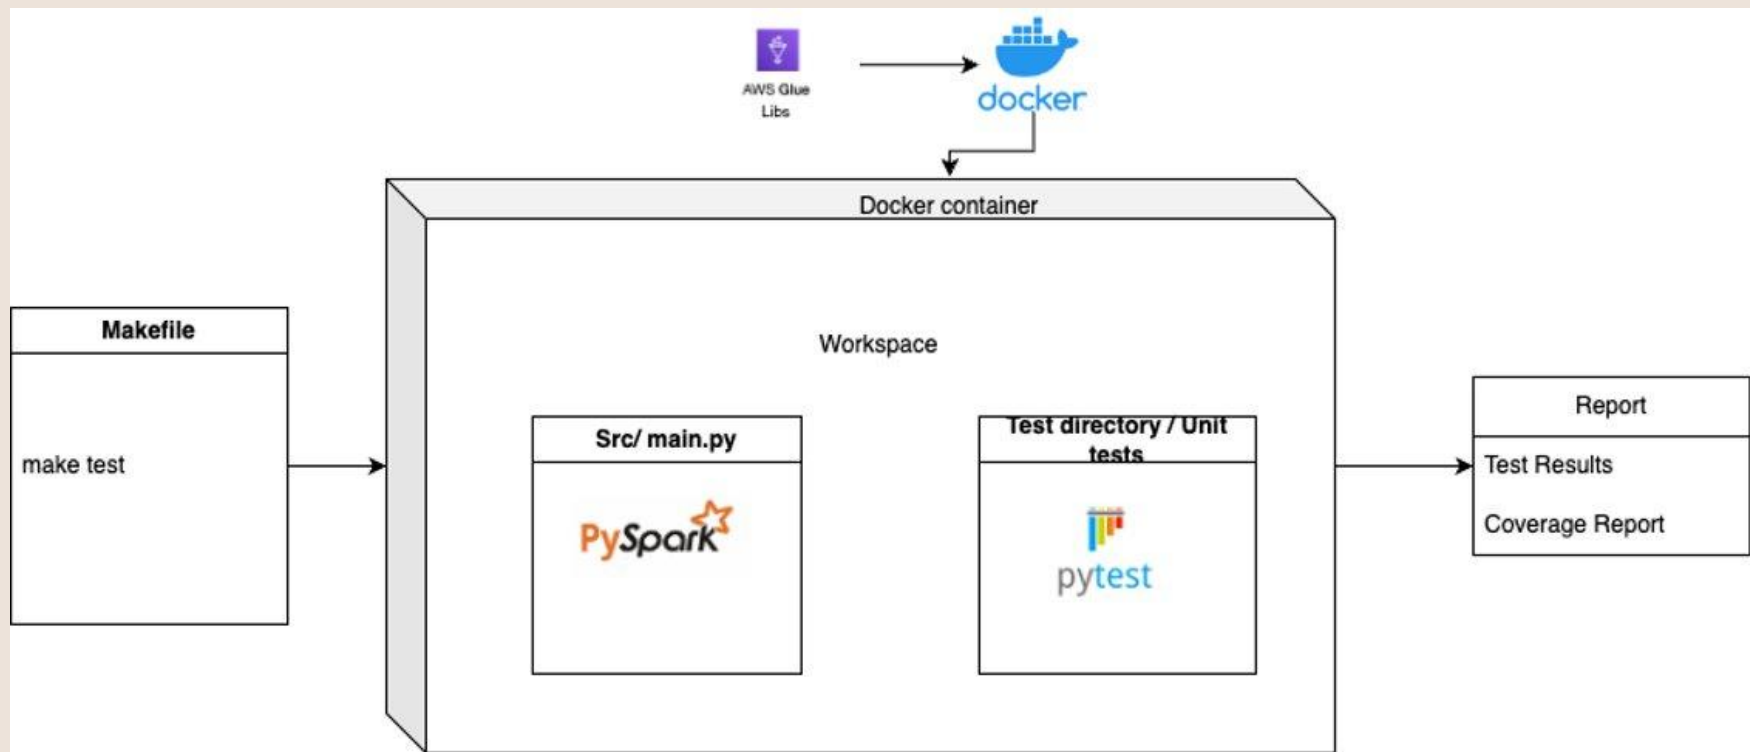 AWS Glue
Libs
docker
Docker container
Makefile
make test
Workspace
Src/ main.py
PySpark
Test directory / Unit
tests
pytest
Report
Test Results
Coverage Report